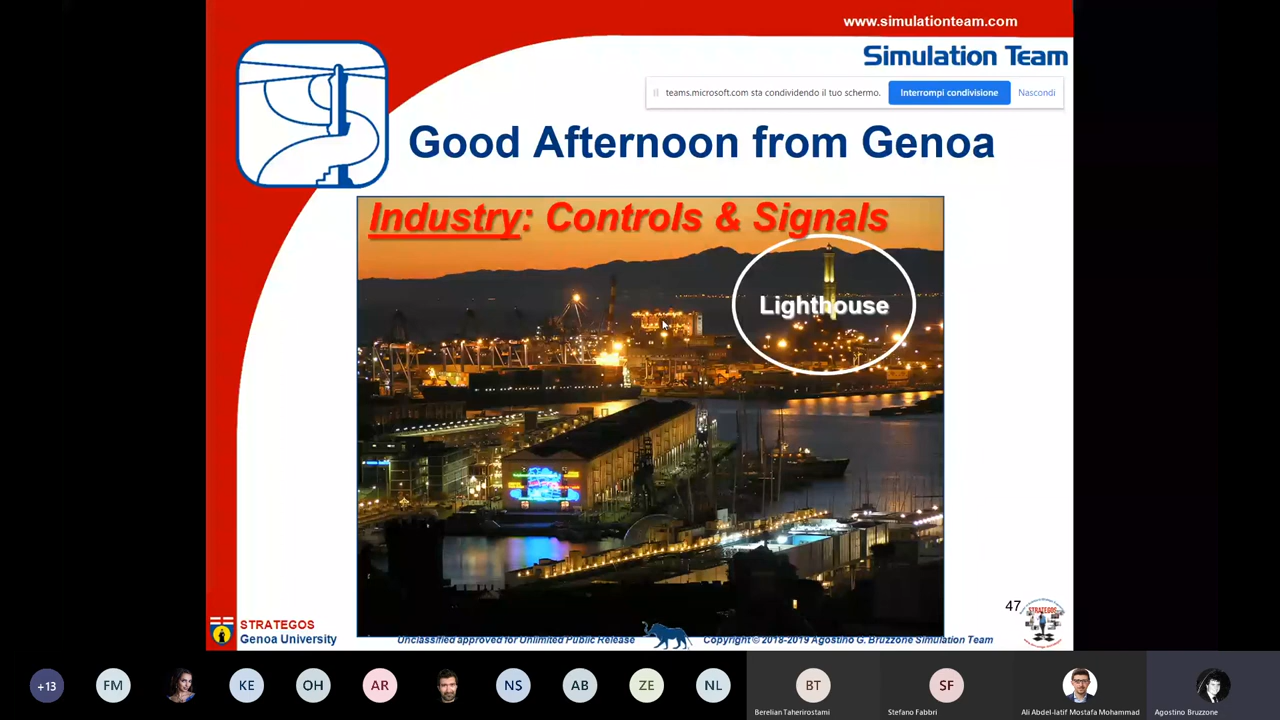 www.simulationteam.com
Simulation Team
teams.microsoft.com sta condividendo il tuo schermo.
Interrompi condivisione
Nascondi
Good Afternoon from Genoa
Industry: Controls & Signals
Lighthouse
47
STRATEGOS
STRATEGOS
Genoa University
Unclassified approved for Unlimited Public Release
Copyright © 2018-2019 Agostino G. Bruzzone Simulation Team
+13
FM
KE
OH
AR
NS
AB
ZE
NL
BT
SF
Berelian Taherirostami
Stefano Fabbri
Ali Abdel-latif Mostafa Mohammad
Agostino Bruzzone